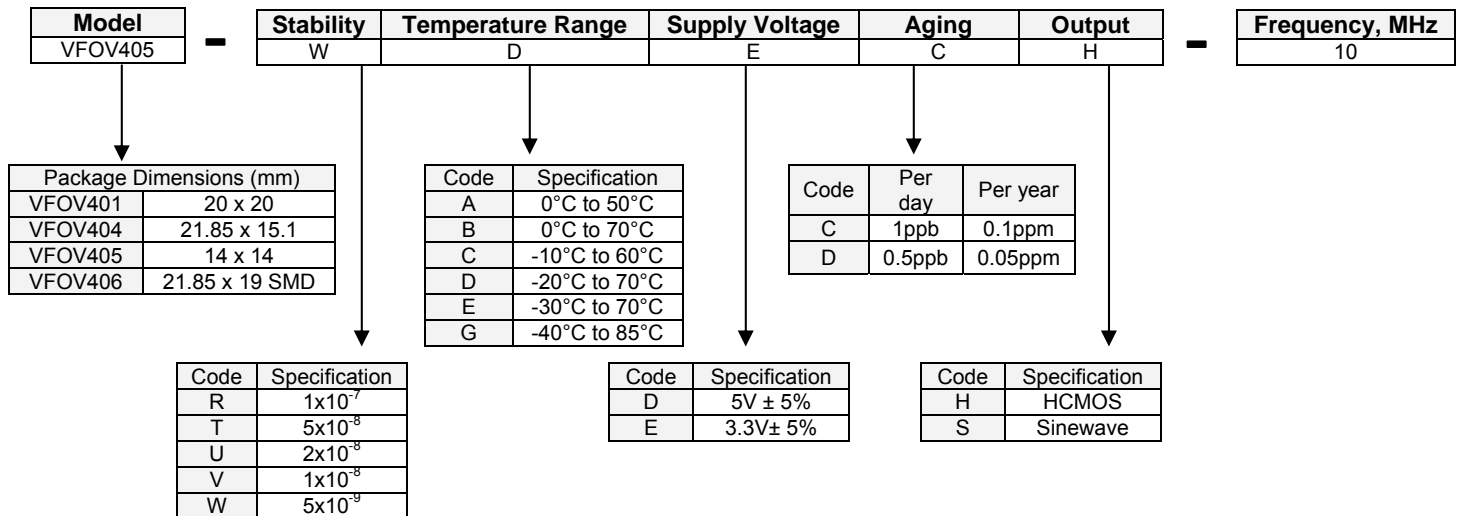 Model Stability Temperature Range Supply Voltage Aging Output Frequency, MHz
VFOV405 - W D E C H - 10
Package Dimensions (mm)
VFOV401 20 x 20
VFOV404 21.85 x 15.1
VFOV405 14 x 14
VFOV406 21.85 x 19 SMD
Code Specification
A 0°C to 50°C
B 0°C to 70°C
C -10°C to 60°C
D -20°C to 70°C
E -30°C to 70°C
G -40°C to 85°C
Code Per day Per year
C 1ppb 0.1ppm
D 0.5ppb 0.05ppm
Code Specification
R 1x10⁻⁷
T 5x10⁻⁸
U 2x10⁻⁸
V 1x10⁻⁸
W 5x10⁻⁹
Code Specification
D 5V ± 5%
E 3.3V± 5%
Code Specification
H HCMOS
S Sinewave